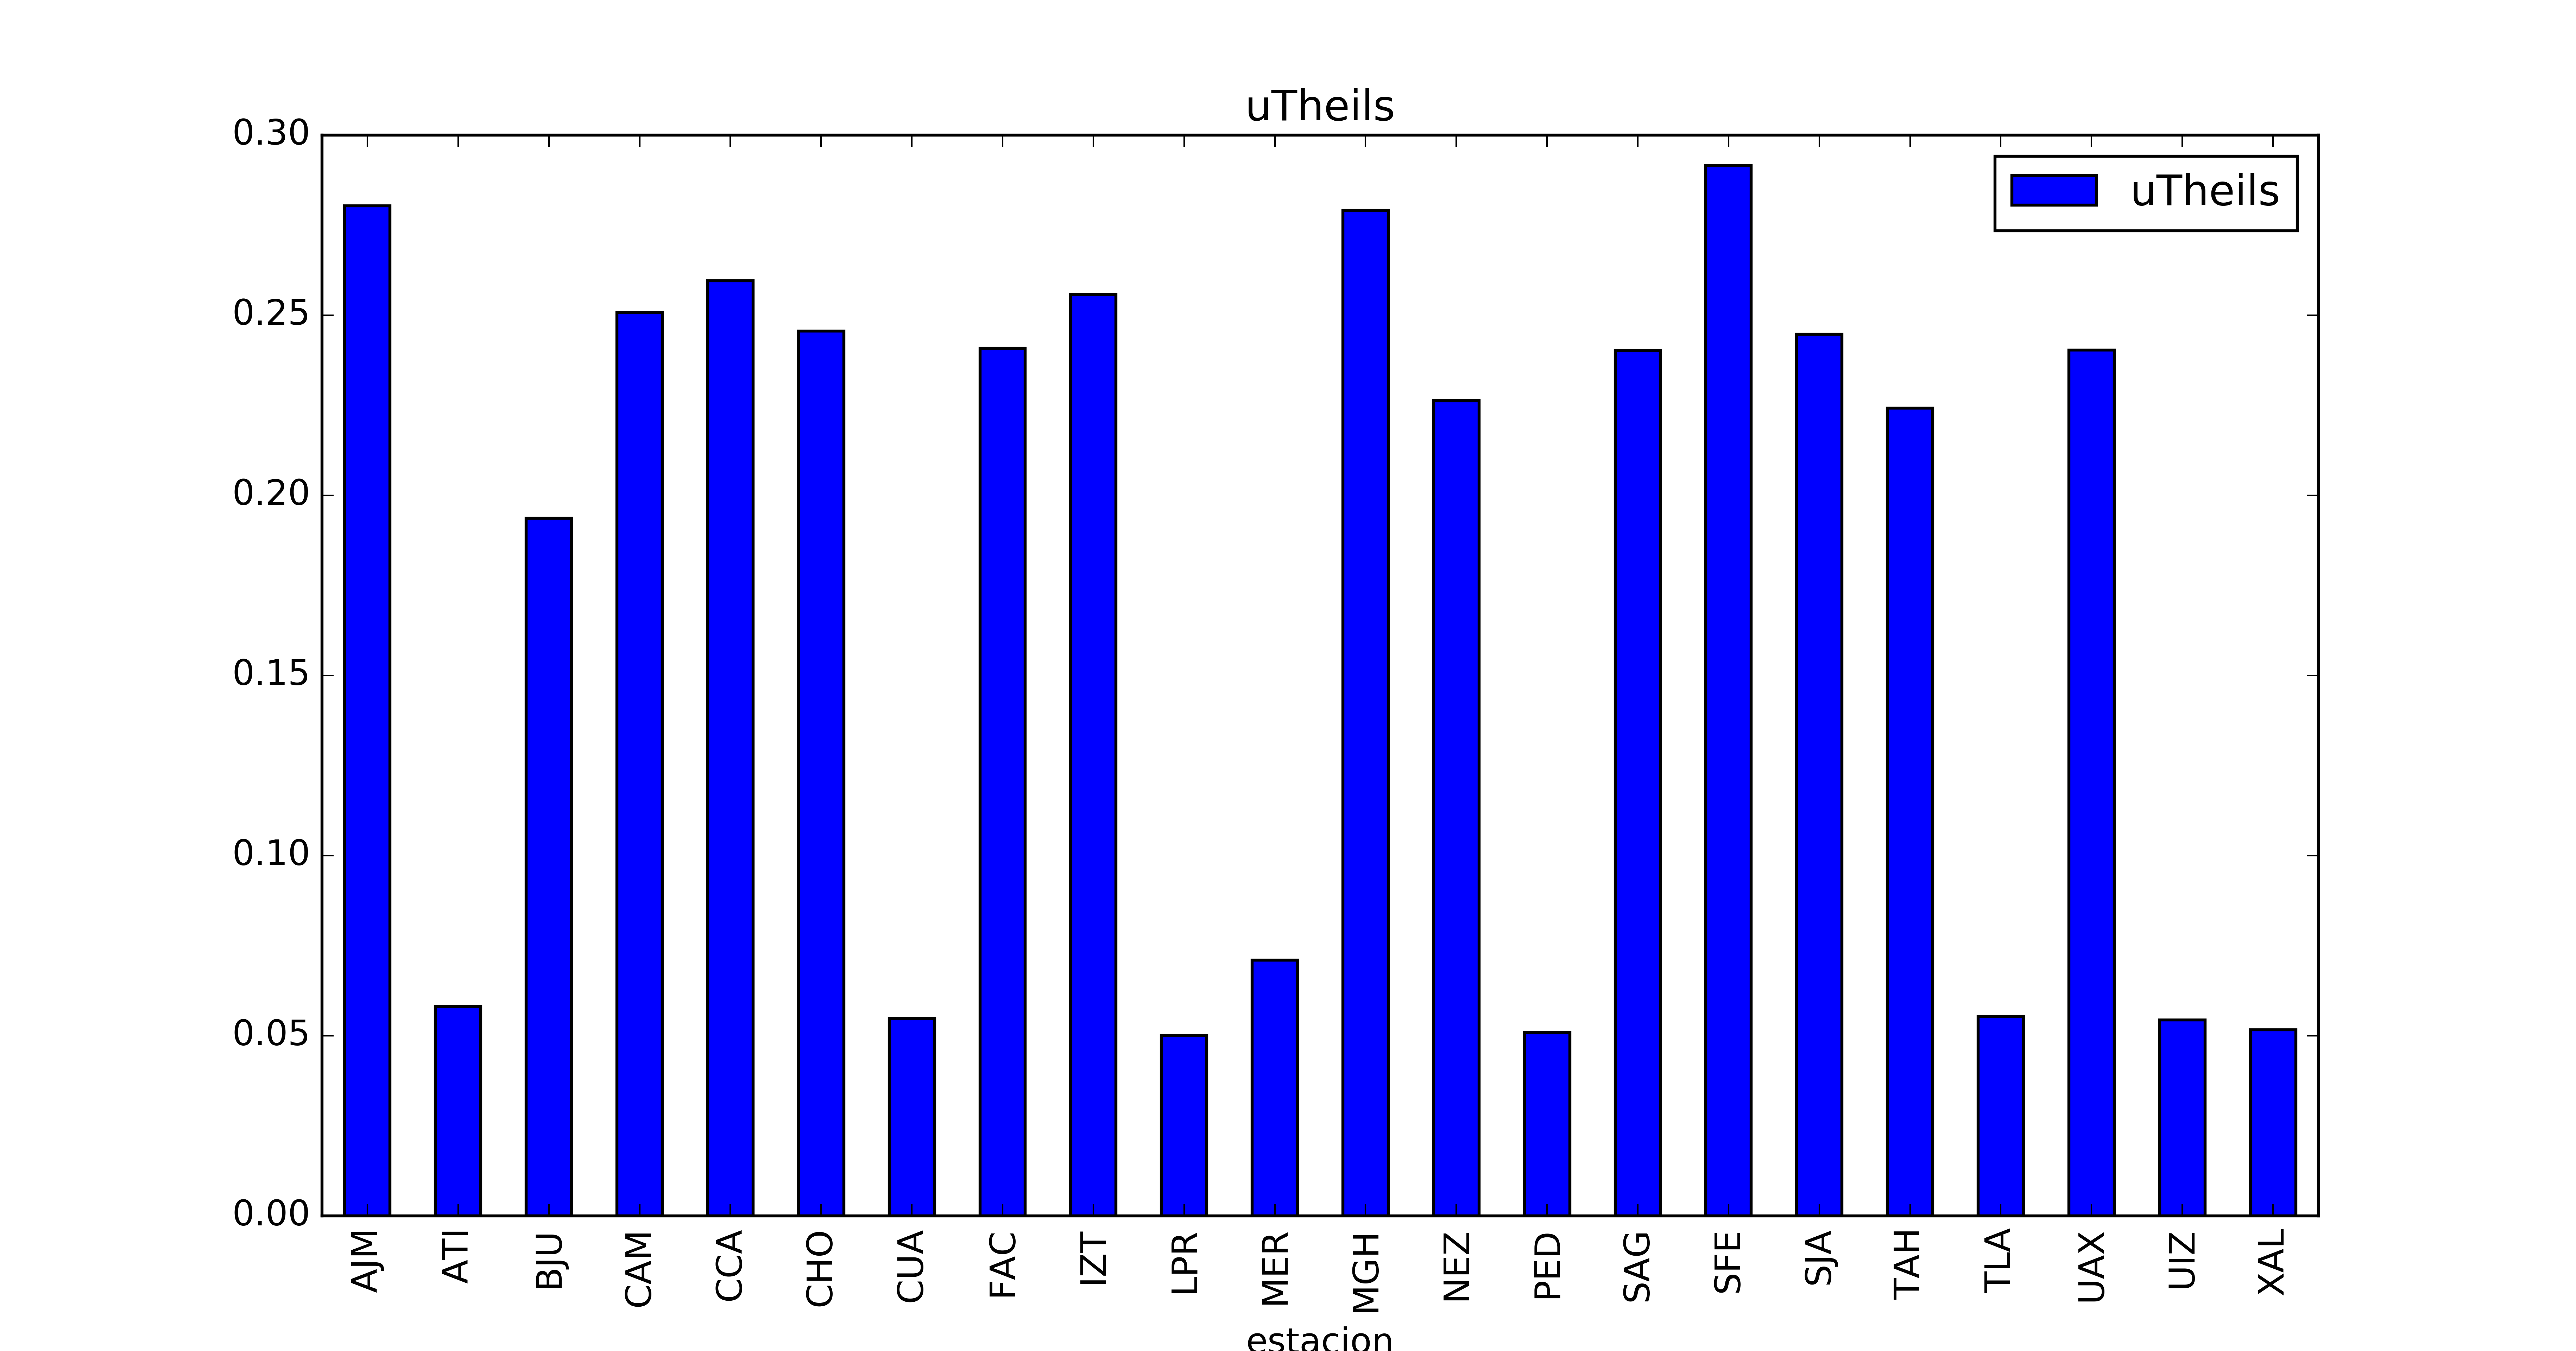 uTheils
uTheils
0.30
0.25
0.20
0.15
0.10
0.05
0.00
AJM
ATI
BJU
CAM
CCA
CHO
CUA
FAC
IZT
LPR
MER
MGH
NEZ
PED
SAG
SFE
SJA
TAH
TLA
UAX
UIZ
XAL
estacion